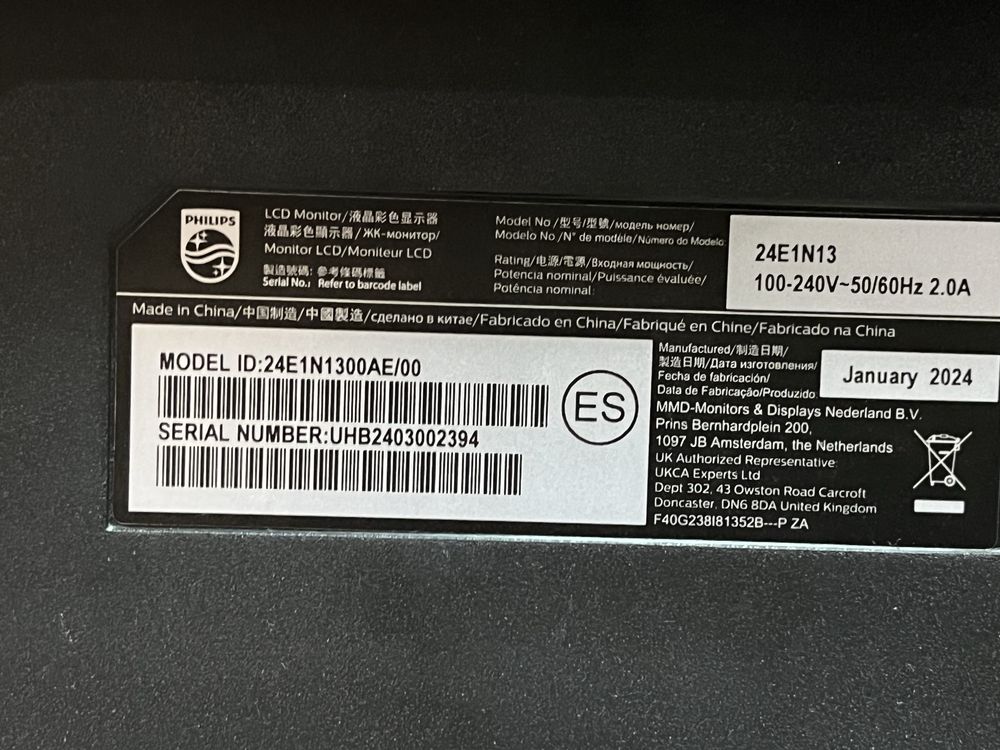 PHILIPS
LCD Monitor/液晶彩色显示器
液晶彩色顯示器/ЖК-монитор/
Monitor LCD/Moniteur LCD
製造號碼: 參考條碼標籤
Serial No.: Refer to barcode label
Model No/型号/型號/модель номер/
Modelo No./N° de modèle/Número do Modelo:
Rating/电源/電源/Входная мощность/
Potencia nominal/Puissance évaluée/
Potência nominal:
24E1N13
100-240V~50/60Hz 2.0A
Made in China/中国制造/中國製造/сделано в китае/Fabricado en China/Fabriqué en Chine/Fabricado na China
MODEL ID:24E1N1300AE/00
SERIAL NUMBER:UHB2403002394
ES
Manufactured/制造日期/
製造日期/Дата изготовления/
Fecha de fabricación/
Data de Fabricação/Produzido:
January 2024
MMD-Monitors & Displays Nederland B.V.
Prins Bernhardplein 200,
1097 JB Amsterdam, the Netherlands
UK Authorized Representative:
UKCA Experts Ltd
Dept 302, 43 Owston Road Carcroft
Doncaster, DN6 8DA United Kingdom
F40G238I81352B---P ZA